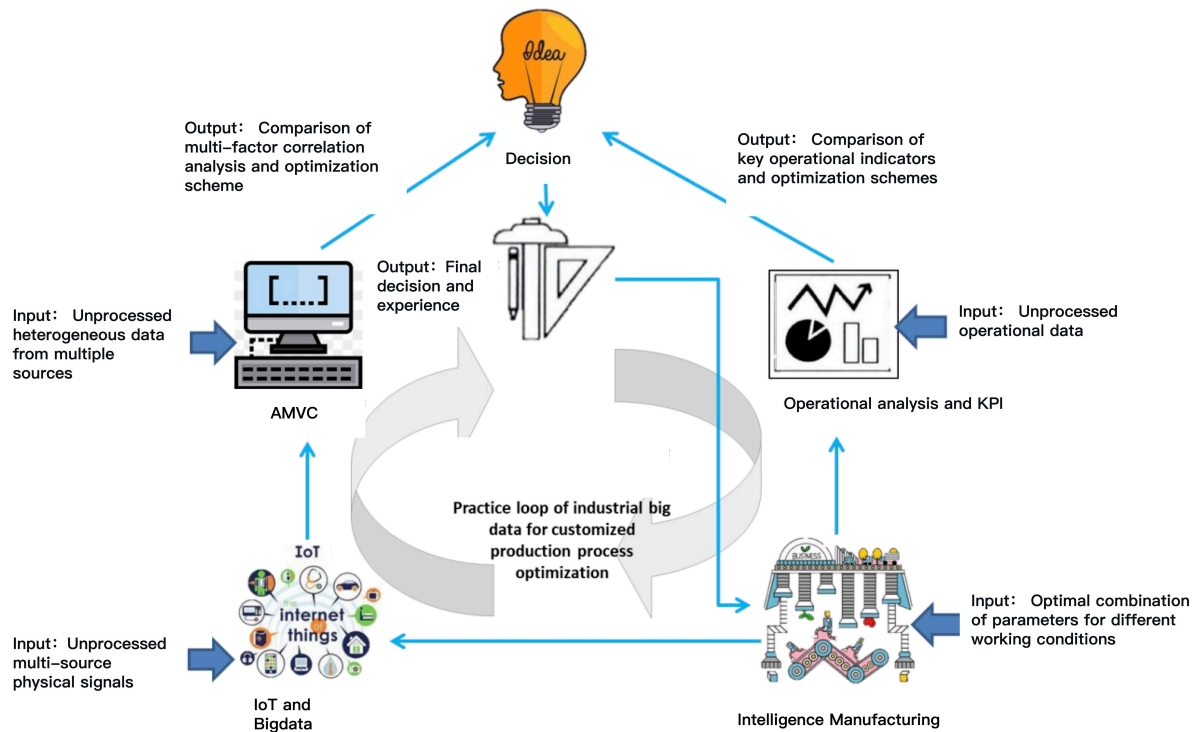 Idea
Output: Comparison of
multi-factor correlation
analysis and optimization
scheme
Decision
Output: Comparison of
key operational indicators
and optimization schemes
Output: Final
decision and
experience
Input: Unprocessed
heterogeneous data
from multiple
sources
[.....]
AMVC
Input: Unprocessed
operational data
Operational analysis and KPI
Practice loop of industrial big
data for customized
production process
optimization
IoT
the
internet
of
things
Input: Unprocessed
multi-source
physical signals
IoT and
Bigdata
BUSINESS
Input: Optimal combination
of parameters for different
working conditions
Intelligence Manufacturing